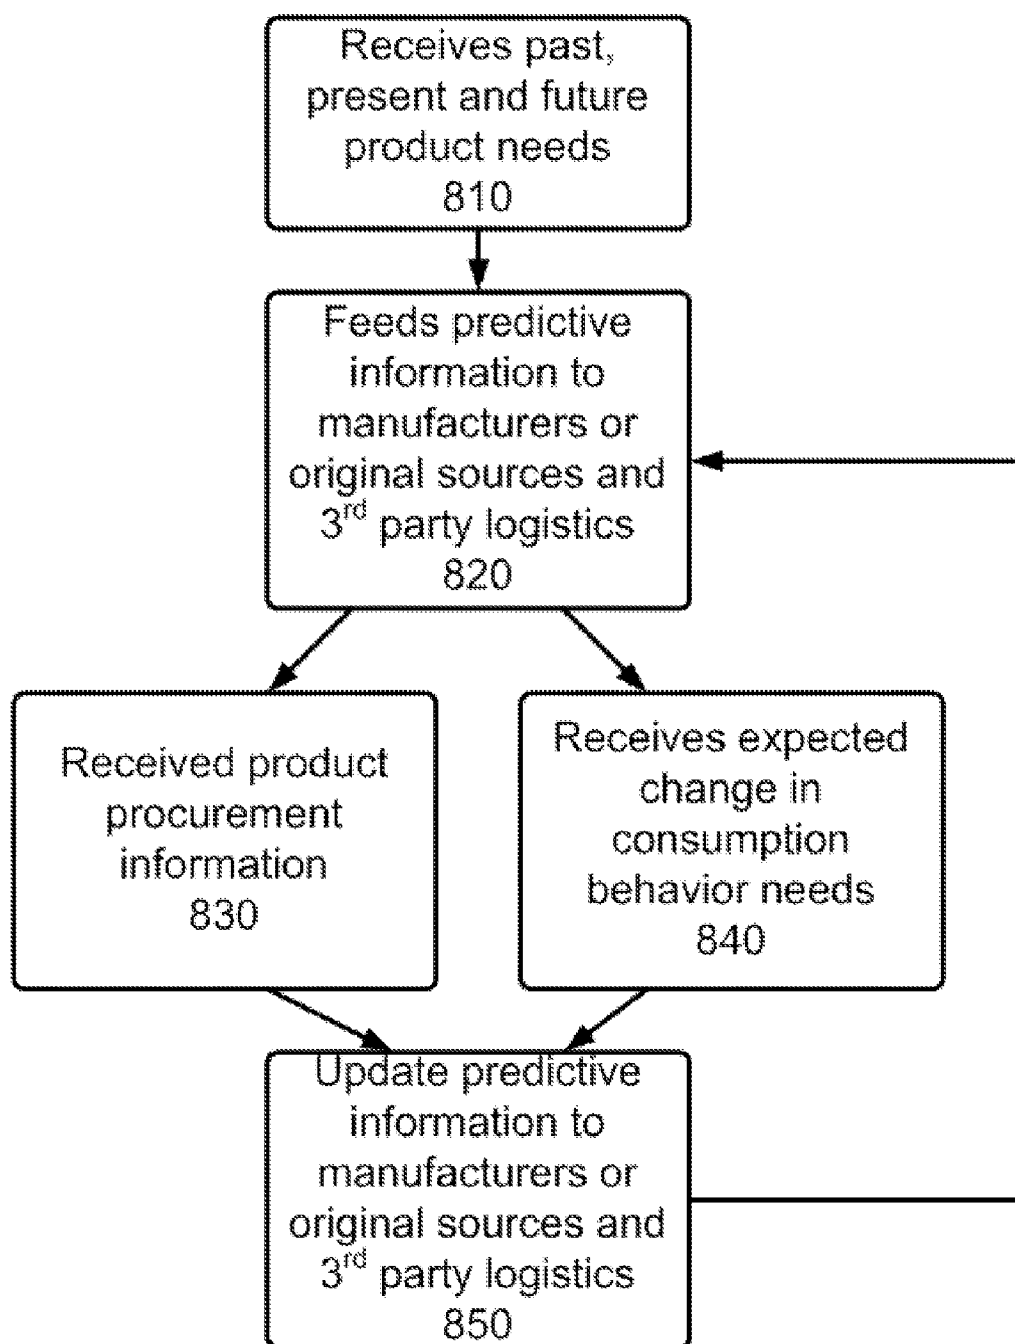 Receives past,
present and future
product needs
810
Feeds predictive
information to
manufacturers or
original sources and
3rd party logistics
820
Received product
procurement
information
830
Receives expected
change in
consumption
behavior needs
840
Update predictive
information to
manufacturers or
original sources and
3rd party logistics
850